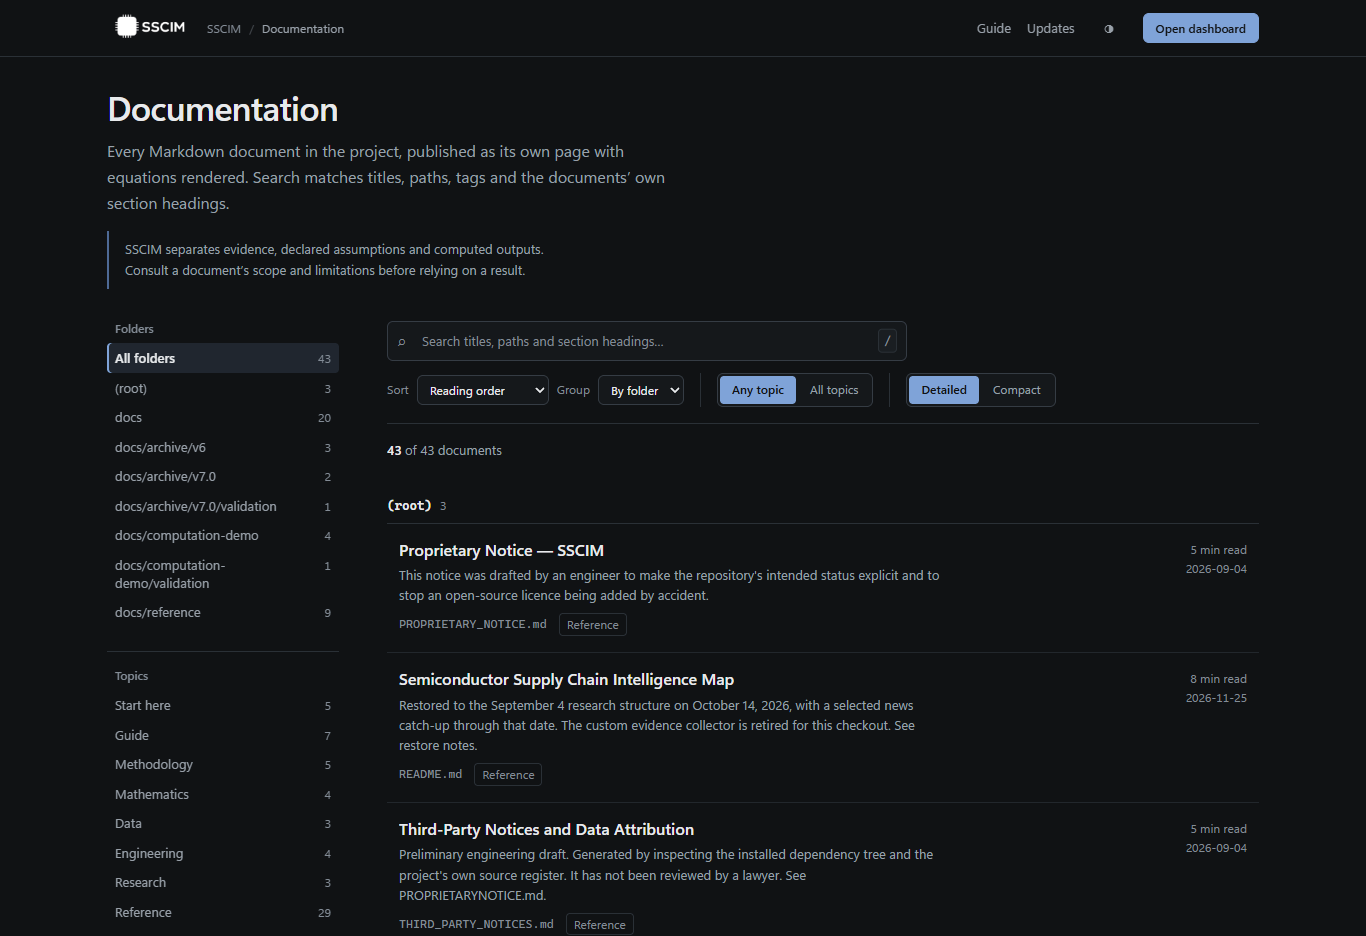 SSCIM SSCIM / Documentation Guide Updates Open dashboard
Documentation
Every Markdown document in the project, published as its own page with
equations rendered. Search matches titles, paths, tags and the documents’ own
section headings.
SSCIM separates evidence, declared assumptions and computed outputs.
Consult a document’s scope and limitations before relying on a result.
Folders
All folders 43
(root) 3
docs 20
docs/archive/v6 3
docs/archive/v7.0 2
docs/archive/v7.0/validation 1
docs/computation-demo 4
docs/computation-
demo/validation 1
docs/reference 9
Topics
Start here 5
Guide 7
Methodology 5
Mathematics 4
Data 3
Engineering 4
Research 3
Reference 29
Search titles, paths and section headings... /
Sort Reading order Group By folder Any topic All topics Detailed Compact
43 of 43 documents
(root) 3
Proprietary Notice — SSCIM 5 min read
This notice was drafted by an engineer to make the repository's intended status explicit and to 2026-09-04
stop an open-source licence being added by accident.
PROPRIETARY_NOTICE.md Reference
Semiconductor Supply Chain Intelligence Map 8 min read
Restored to the September 4 research structure on October 14, 2026, with a selected news 2026-11-25
catch-up through that date. The custom evidence collector is retired for this checkout. See
restore notes.
README.md Reference
Third-Party Notices and Data Attribution 5 min read
Preliminary engineering draft. Generated by inspecting the installed dependency tree and the 2026-09-04
project's own source register. It has not been reviewed by a lawyer. See
PROPRIETARYNOTICE.md.
THIRD_PARTY_NOTICES.md Reference